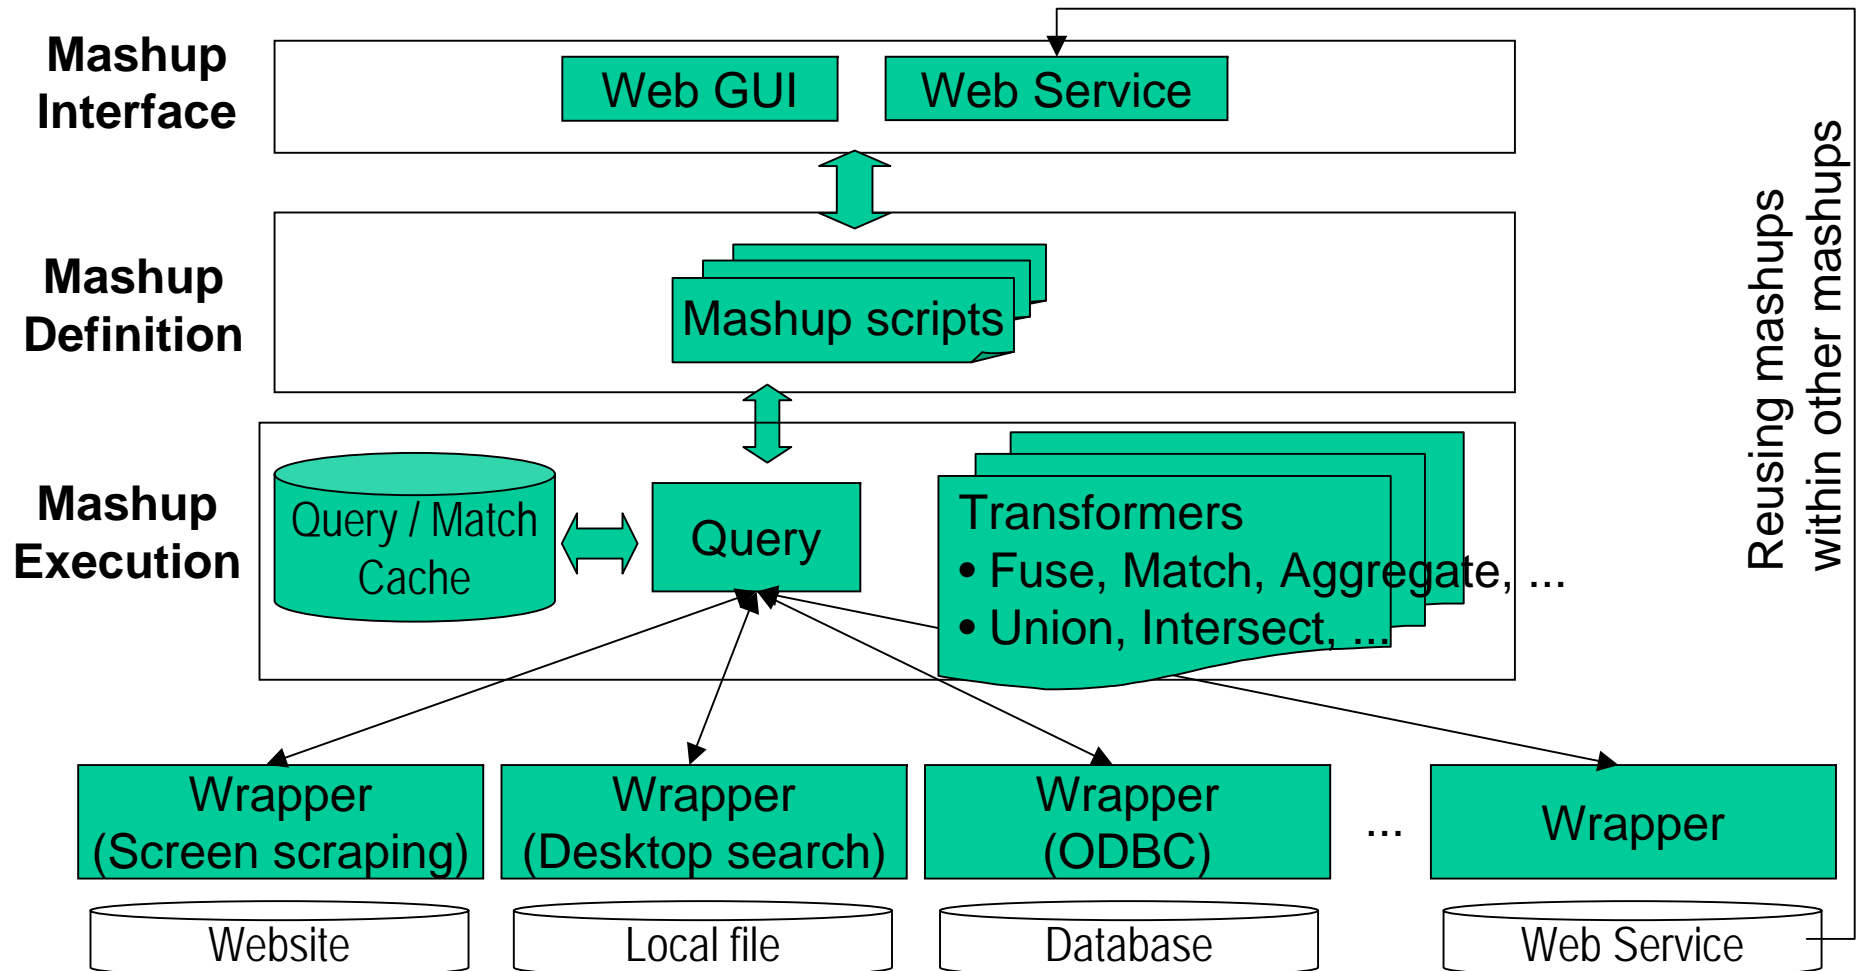 Mashup
Interface
Web GUI
Web Service
Mashup
Definition
Mashup scripts
Mashup
Execution
Query / Match
Cache
Query
Transformers
• Fuse, Match, Aggregate, ...
• Union, Intersect, ...
Reusing mashups
within other mashups
Wrapper
(Screen scraping)
Wrapper
(Desktop search)
Wrapper
(ODBC)
...
Wrapper
Website
Local file
Database
Web Service